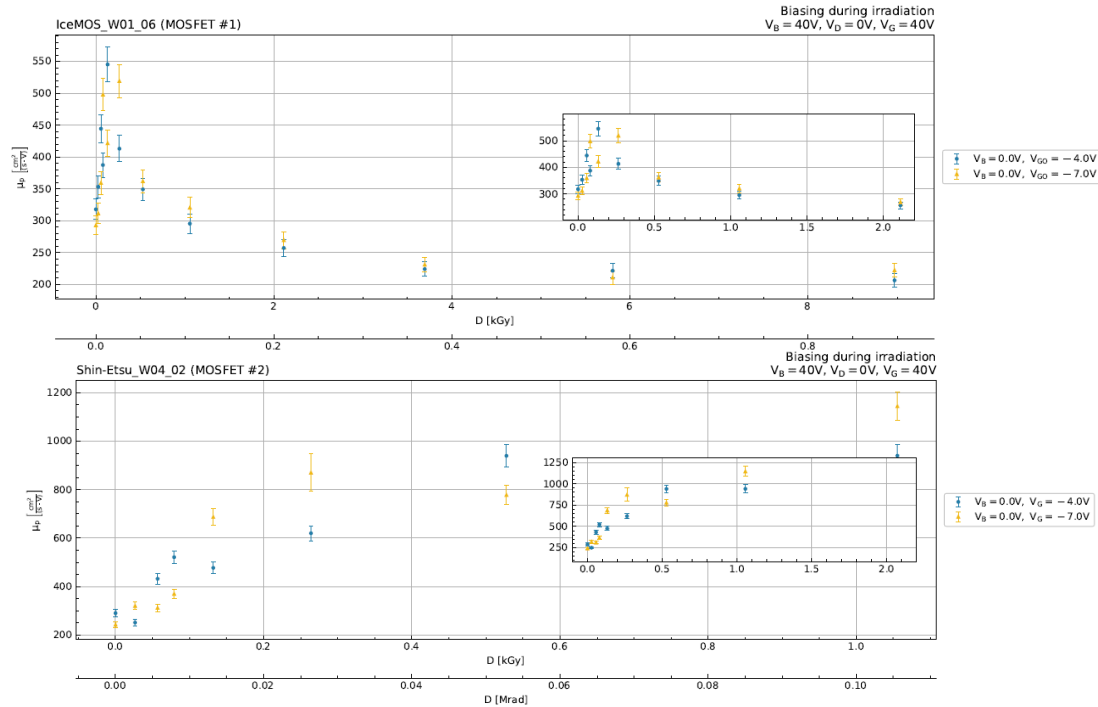 IceMOS_W01_06 (MOSFET #1)
Biasing during irradiation
V_B = 40V, V_D = 0V, V_G = 40V
550
500
450
400
350
300
250
200
μ_p [cm²/[s·V]]
500
400
300
0.0 0.5 1.0 1.5 2.0
V_B = 0.0V, V_GO = −4.0V
V_B = 0.0V, V_GO = −7.0V
0 2 4 6 8
D [kGy]
0.0 0.2 0.4 0.6 0.8
Shin-Etsu_W04_02 (MOSFET #2)
Biasing during irradiation
V_B = 40V, V_D = 0V, V_G = 40V
1200
1000
800
600
400
200
μ_p [cm²/[s·V]]
1250
1000
750
500
250
0.0 0.5 1.0 1.5 2.0
V_B = 0.0V, V_G = −4.0V
V_B = 0.0V, V_G = −7.0V
0.0 0.2 0.4 0.6 0.8 1.0
D [kGy]
0.00 0.02 0.04 0.06 0.08 0.10
D [Mrad]